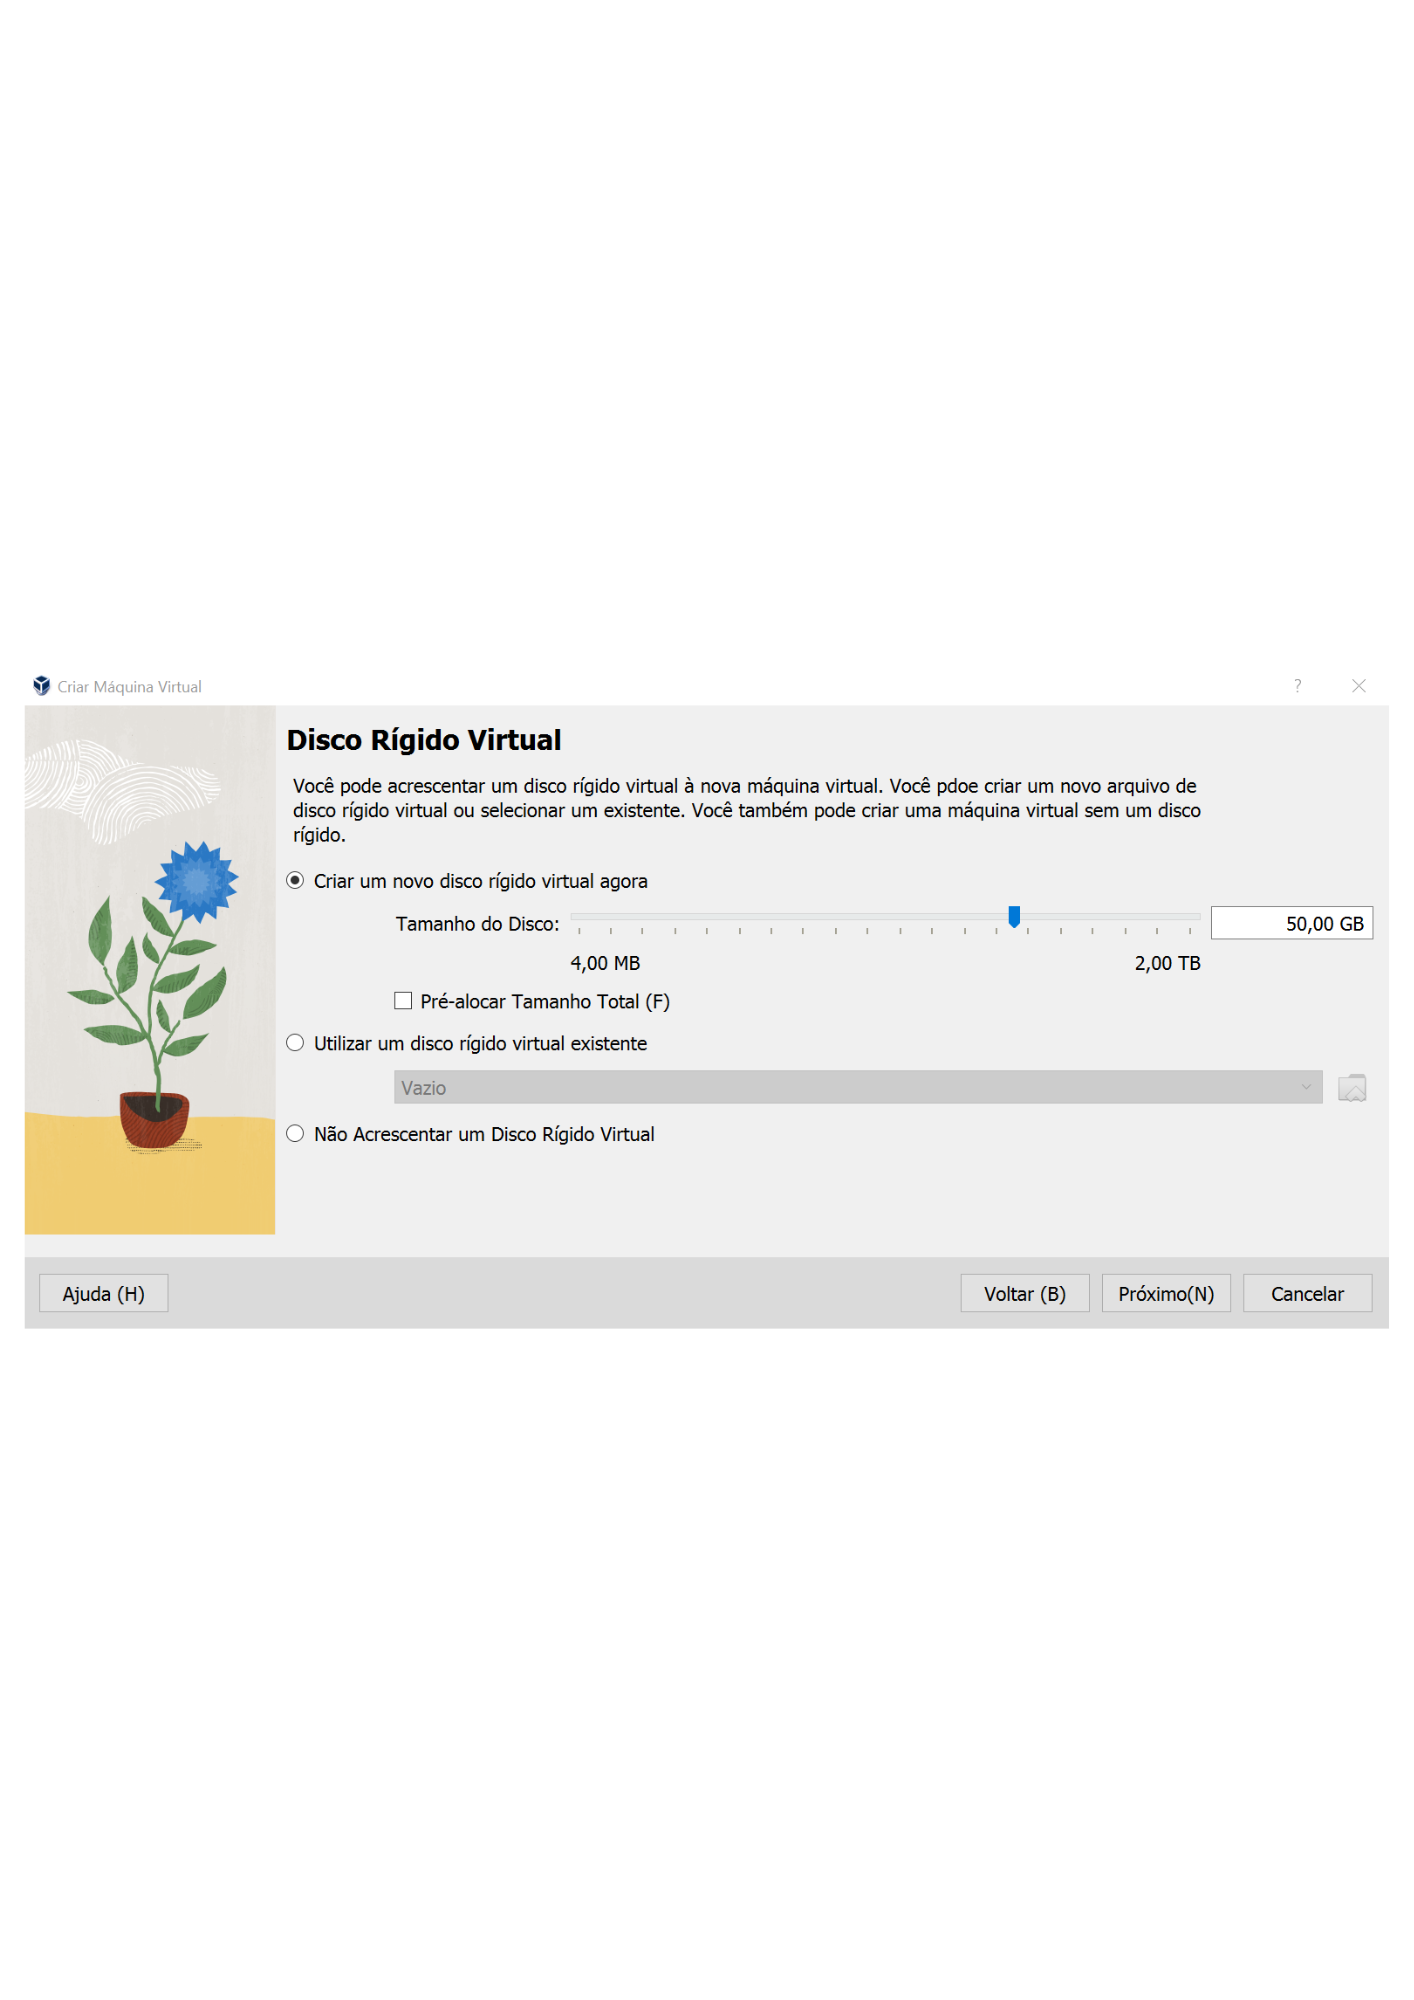 Criar Máquina Virtual
?
Disco Rígido Virtual
Você pode acrescentar um disco rígido virtual à nova máquina virtual. Você pdoe criar um novo arquivo de
disco rígido virtual ou selecionar um existente. Você também pode criar uma máquina virtual sem um disco
rígido.
Criar um novo disco rígido virtual agora
Tamanho do Disco:
50,00 GB
4,00 MB
2,00 TB
Pré-alocar Tamanho Total (F)
Utilizar um disco rígido virtual existente
Vazio
Não Acrescentar um Disco Rígido Virtual
Ajuda (H)
Voltar (B)
Próximo(N)
Cancelar